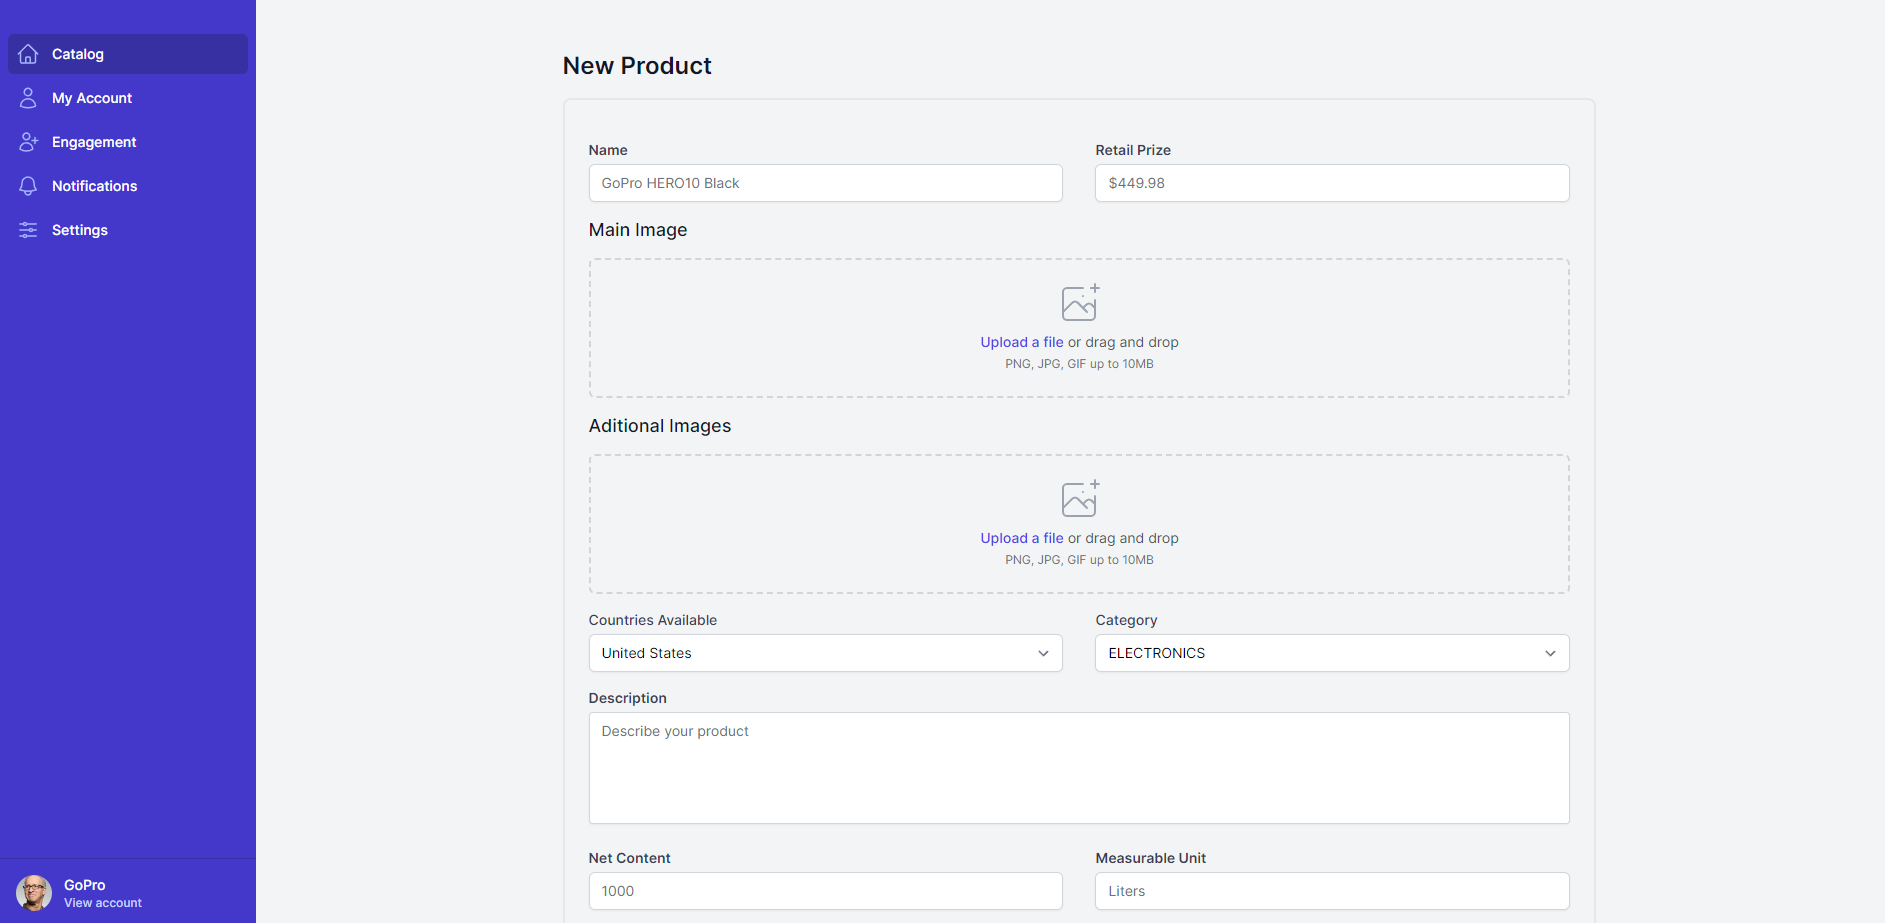 Catalog
My Account
Engagement
Notifications
Settings
GoPro
View account
New Product
Name
Retail Prize
GoPro HERO10 Black
$449.98
Main Image
Upload a file or drag and drop
PNG, JPG, GIF up to 10MB
Aditional Images
Upload a file or drag and drop
PNG, JPG, GIF up to 10MB
Countries Available
Category
United States
ELECTRONICS
Description
Describe your product
Net Content
Measurable Unit
1000
Liters